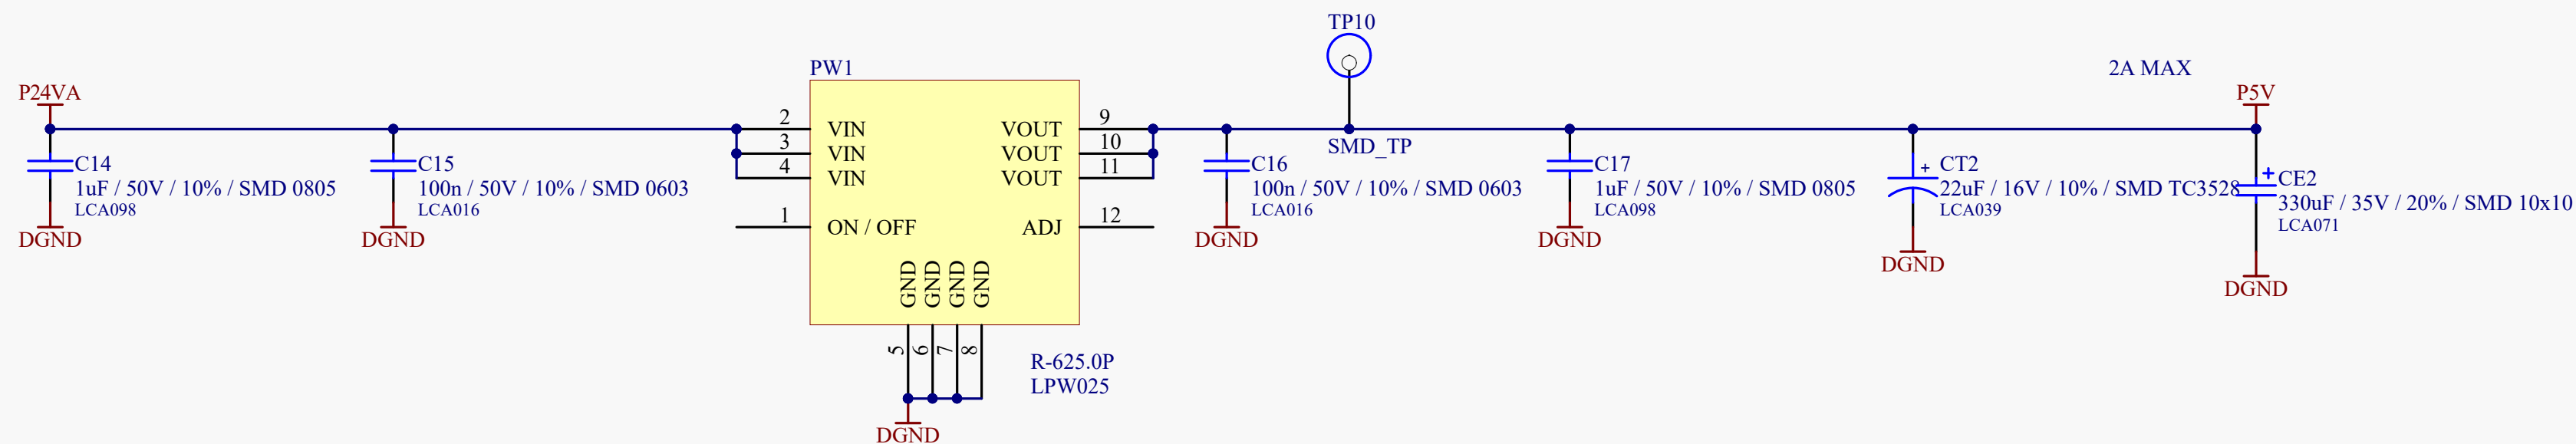 TP10
PW1
2A MAX
P24VA
P5V
2
VIN
VOUT
9
3
VIN
VOUT
10
4
VIN
VOUT
11
1
ON / OFF
ADJ
12
SMD_TP
C14
1uF / 50V / 10% / SMD 0805
LCA098
DGND
C15
100n / 50V / 10% / SMD 0603
LCA016
DGND
C16
100n / 50V / 10% / SMD 0603
LCA016
DGND
C17
1uF / 50V / 10% / SMD 0805
LCA098
DGND
+
CT2
22uF / 16V / 10% / SMD TC3528
LCA039
DGND
+
CE2
330uF / 35V / 20% / SMD 10x10
LCA071
DGND
GND
GND
GND
GND
5
6
7
8
R-625.0P
LPW025
DGND